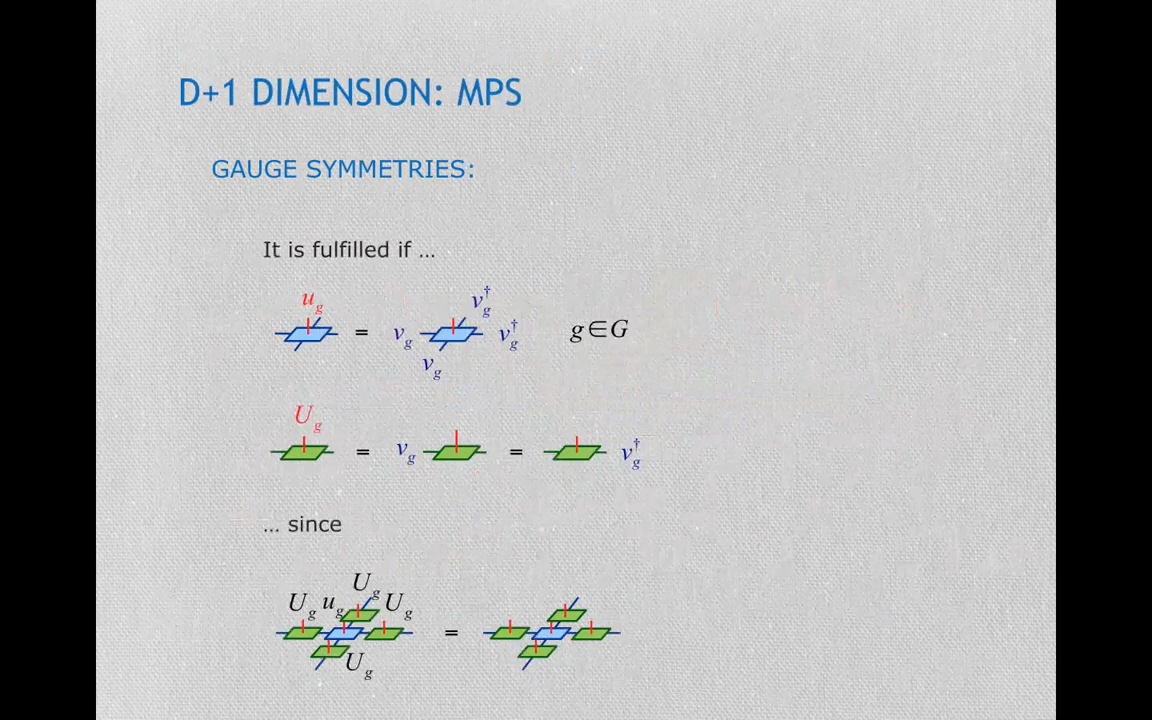 D+1 DIMENSION: MPS
GAUGE SYMMETRIES:
It is fulfilled if ...
u_g = v_g v_g v_g^† v_g^† g∈G
U_g = v_g = v_g^†
... since
U_g u_g U_g U_g U_g =